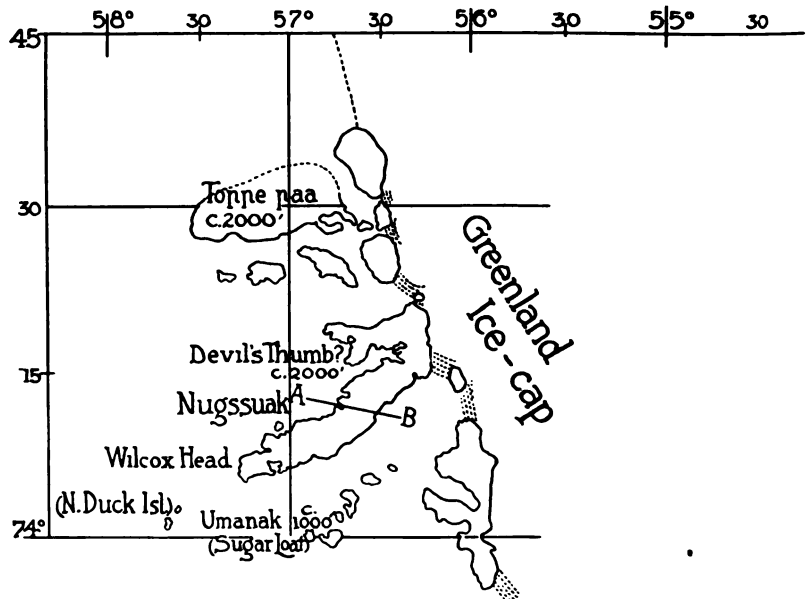 58° 30 57° 30 56° 30 55° 30
45
Tonne naa
30
c.2000'
Greenland
Ice-cap
Devil's Thumb?
15
c.2000'
Nugssuak A
B
Wilcox Head
(N. Duck Isl.)
c.
Umanak 1000'
74°
(Sugar Loaf)